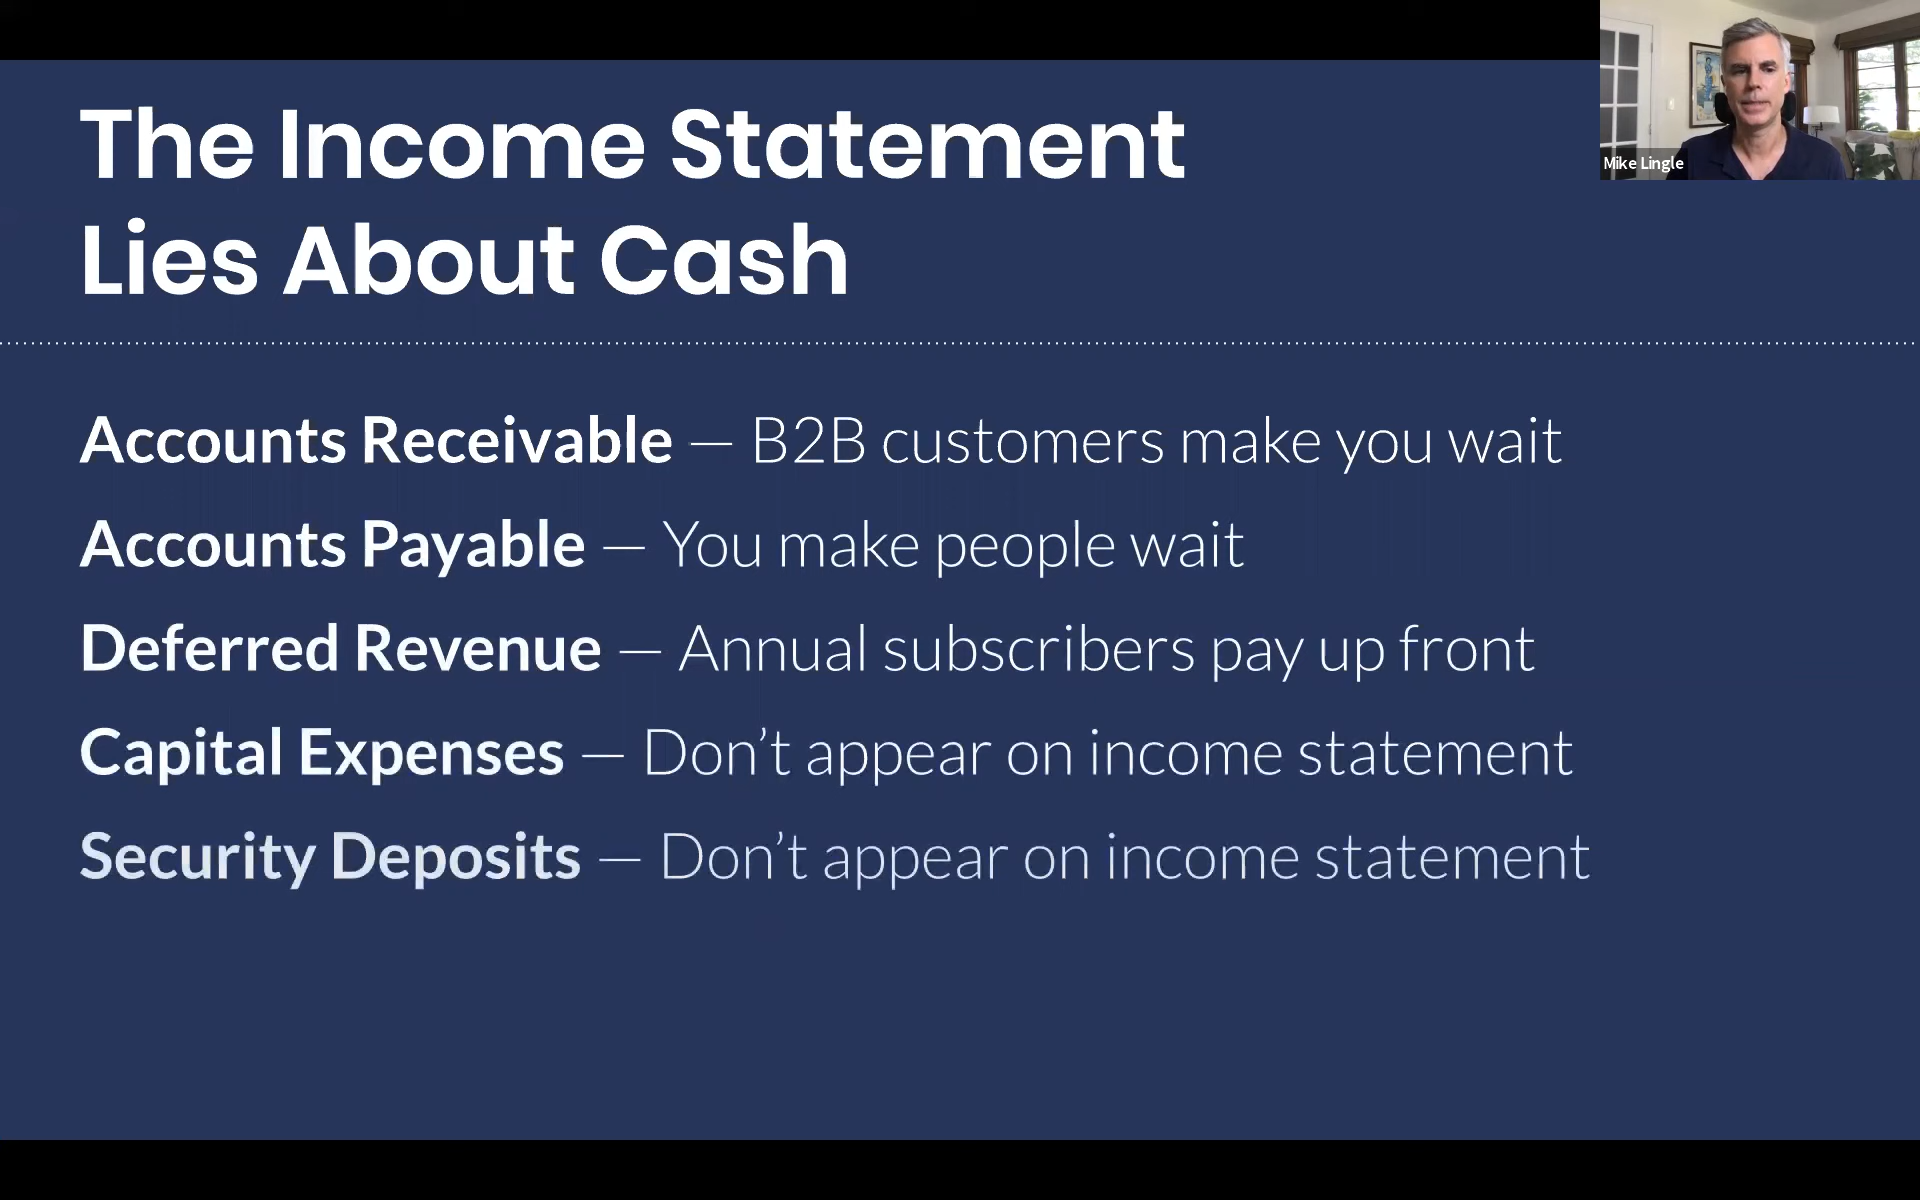 The Income Statement
Lies About Cash
Mike Lingle
Accounts Receivable — B2B customers make you wait
Accounts Payable — You make people wait
Deferred Revenue — Annual subscribers pay up front
Capital Expenses — Don’t appear on income statement
Security Deposits — Don’t appear on income statement